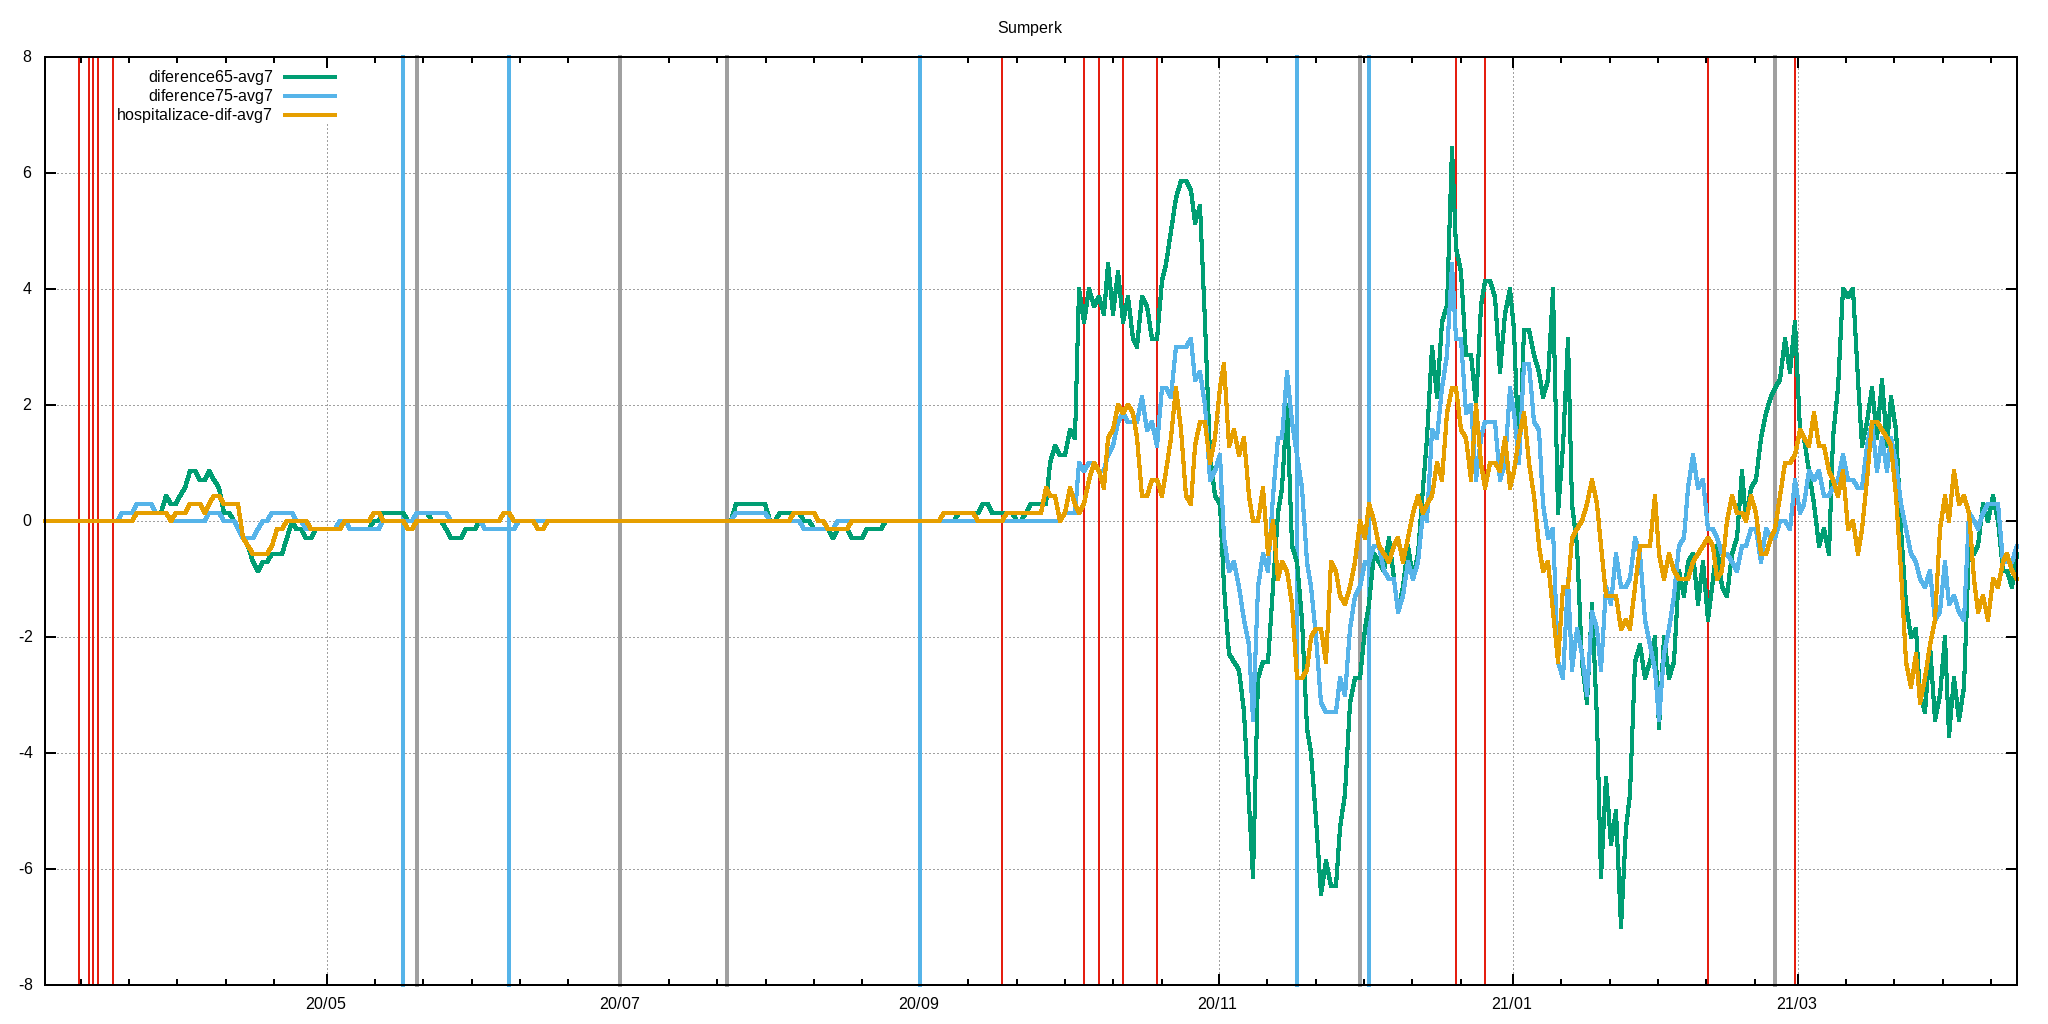 Sumperk
diference65-avg7
diference75-avg7
hospitalizace-dif-avg7
8
6
4
2
0
-2
-4
-6
-8
20/05 20/07 20/09 20/11 21/01 21/03